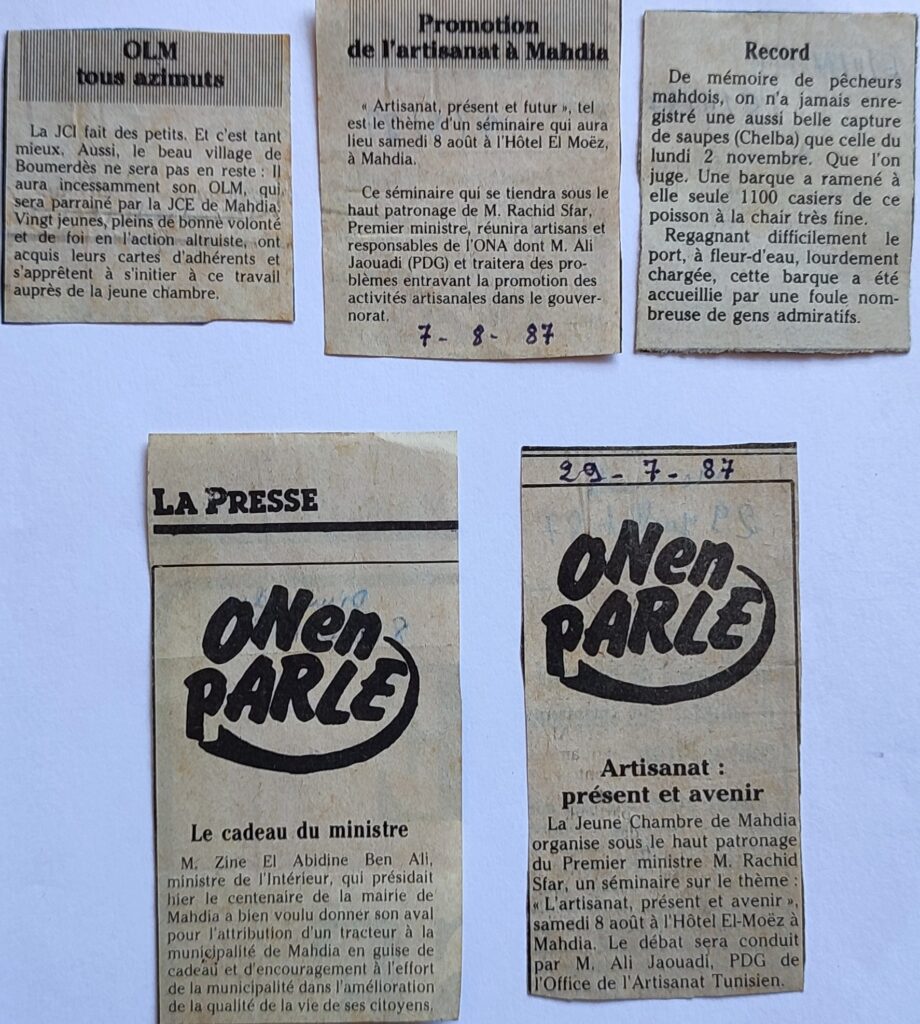 OLM
tous azimuts
La JCI fait des petits. Et c'est tant
mieux. Aussi, le beau village de
Boumerdès ne sera pas en reste : Il
aura incessamment son OLM, qui
sera parrainé par la JCE de Mahdia.
Vingt jeunes, pleins de bonne volonté
et de foi en l'action altruiste, ont
acquis leurs cartes d'adhérents et
s'apprêtent à s'initier à ce travail
auprès de la jeune chambre.
Promotion
de l'artisanat à Mahdia
« Artisanat, présent et futur », tel
est le thème d'un séminaire qui aura
lieu samedi 8 août à l'Hôtel El Moëz,
à Mahdia.
Ce séminaire qui se tiendra sous le
haut patronage de M. Rachid Sfar,
Premier ministre, réunira artisans et
responsables de l'ONA dont M. Ali
Jaouadi (PDG) et traitera des pro-
blèmes entravant la promotion des
activités artisanales dans le gouver-
norat.
7 - 8 - 87
Record
De mémoire de pêcheurs
mahdois, on n'a jamais enre-
gistré une aussi belle capture
de saupes (Chelba) que celle du
lundi 2 novembre. Que l'on
juge. Une barque a ramené à
elle seule 1100 casiers de ce
poisson à la chair très fine.
Regagnant difficilement le
port, à fleur-d'eau, lourdement
chargée, cette barque a été
accueillie par une foule nom-
breuse de gens admiratifs.
LA PRESSE
ON en
PARLE
Le cadeau du ministre
M. Zine El Abidine Ben Ali,
ministre de l'Intérieur, qui présidait
hier le centenaire de la mairie de
Mahdia a bien voulu donner son aval
pour l'attribution d'un tracteur à la
municipalité de Mahdia en guise de
cadeau et d'encouragement à l'effort
de la municipalité dans l'amélioration
de la qualité de la vie de ses citoyens.
29 - 7 - 87
ON en
PARLE
Artisanat :
présent et avenir
La Jeune Chambre de Mahdia
organise sous le haut patronage
du Premier ministre M. Rachid
Sfar, un séminaire sur le thème :
« L'artisanat, présent et avenir »,
samedi 8 août à l'Hôtel El-Moëz à
Mahdia. Le débat sera conduit
par M. Ali Jaouadi, PDG de
l'Office de l'Artisanat Tunisien.